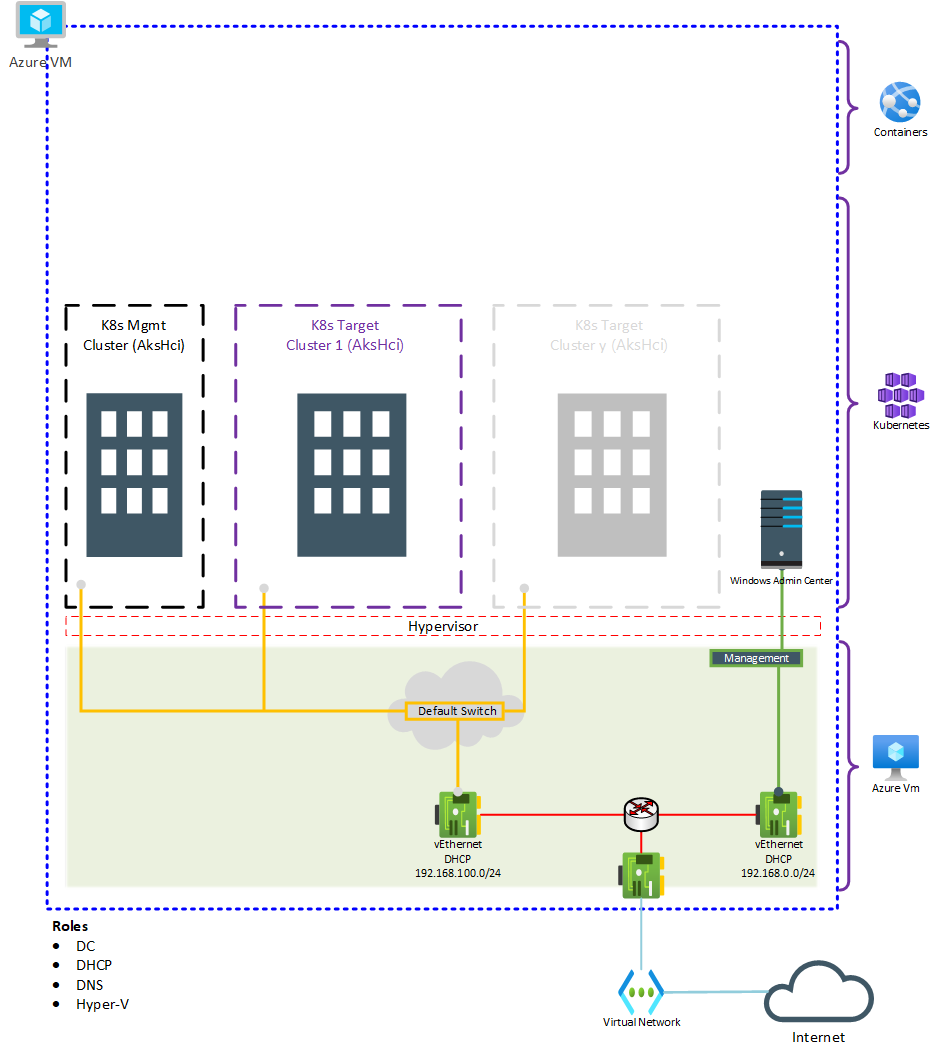 Azure VM
Containers
K8s Mgmt
Cluster (AksHci)
K8s Target
Cluster 1 (AksHci)
K8s Target
Cluster y (AksHci)
Kubernetes
Windows Admin Center
Hypervisor
Management
Default Switch
Azure Vm
vEthernet
DHCP
192.168.100.0/24
vEthernet
DHCP
192.168.0.0/24
Roles
• DC
• DHCP
• DNS
• Hyper-V
Virtual Network
Internet